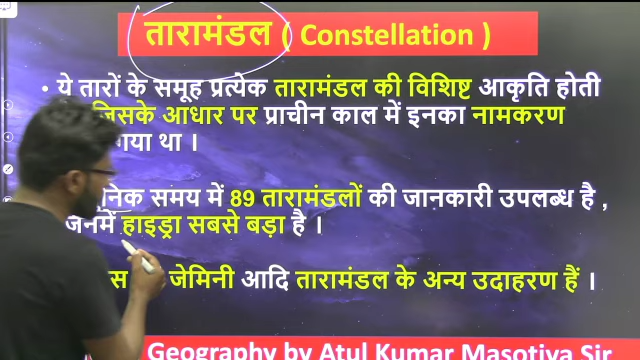 तारामंडल ( Constellation )
• ये तारों के समूह प्रत्येक तारामंडल की विशिष्ट आकृति होती
जिसके आधार पर प्राचीन काल में इनका नामकरण
गया था ।
समय में 89 तारामंडलों की जानकारी उपलब्ध है ,
जिनमें हाइड्रा सबसे बड़ा है ।
जेमिनी आदि तारामंडल के अन्य उदाहरण हैं ।
Geography by Atul Kumar Masotiya Sir